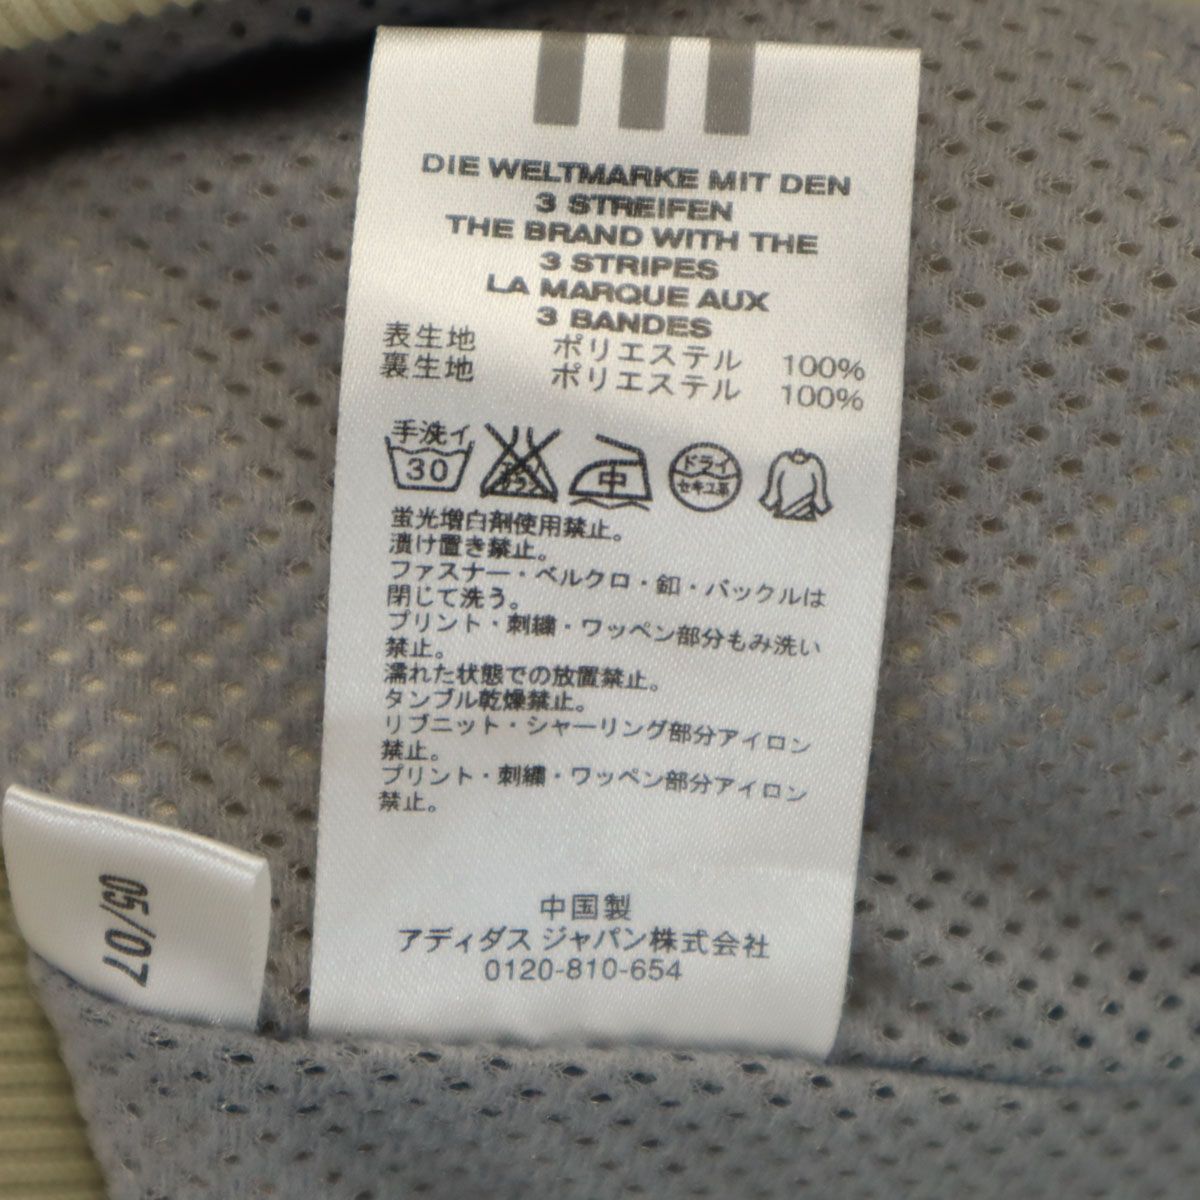 DIE WELTMARKE MIT DEN
3 STREIFEN
THE BRAND WITH THE
3 STRIPES
LA MARQUE AUX
3 BANDES
表生地 ポリエステル 100%
裏生地 ポリエステル 100%
手洗イ
30
エンソ
サラシ
中
ドライ
セキユ系
蛍光増白剤使用禁止。
漬け置き禁止。
ファスナー・ベルクロ・釦・バックルは
閉じて洗う。
プリント・刺繍・ワッペン部分もみ洗い
禁止。
濡れた状態での放置禁止。
タンブル乾燥禁止。
リブニット・シャーリング部分アイロン
禁止。
プリント・刺繍・ワッペン部分アイロン
禁止。
中国製
アディダス ジャパン株式会社
0120-810-654
05/07